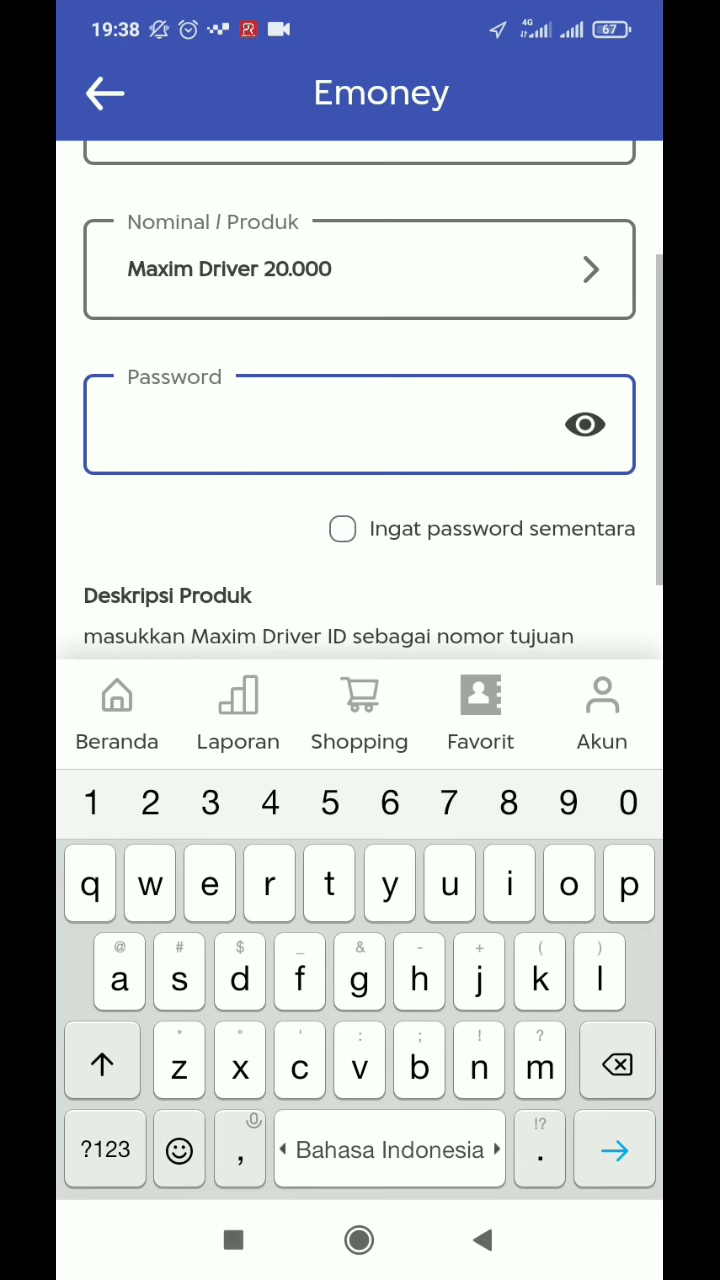 19:38
4G
67
Emoney
Nominal / Produk
Maxim Driver 20.000
Password
Ingat password sementara
Deskripsi Produk
masukkan Maxim Driver ID sebagai nomor tujuan
Beranda Laporan Shopping Favorit Akun
1 2 3 4 5 6 7 8 9 0
q w e r t y u i o p
@ # $ _ & - + ( )
a s d f g h j k l
* " ' : ; ! ?
z x c v b n m
!?
?123 , Bahasa Indonesia .